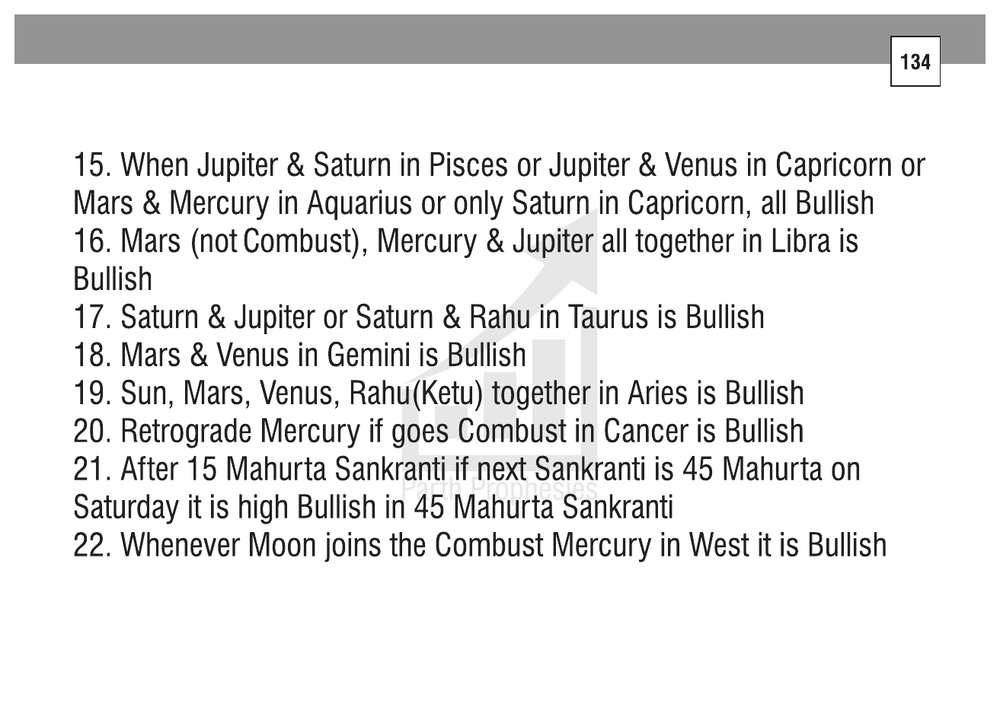 134
15. When Jupiter & Saturn in Pisces or Jupiter & Venus in Capricorn or
Mars & Mercury in Aquarius or only Saturn in Capricorn, all Bullish
16. Mars (not Combust), Mercury & Jupiter all together in Libra is
Bullish
17. Saturn & Jupiter or Saturn & Rahu in Taurus is Bullish
18. Mars & Venus in Gemini is Bullish
19. Sun, Mars, Venus, Rahu(Ketu) together in Aries is Bullish
20. Retrograde Mercury if goes Combust in Cancer is Bullish
21. After 15 Mahurta Sankranti if next Sankranti is 45 Mahurta on
Parth Prophesies
Saturday it is high Bullish in 45 Mahurta Sankranti
22. Whenever Moon joins the Combust Mercury in West it is Bullish